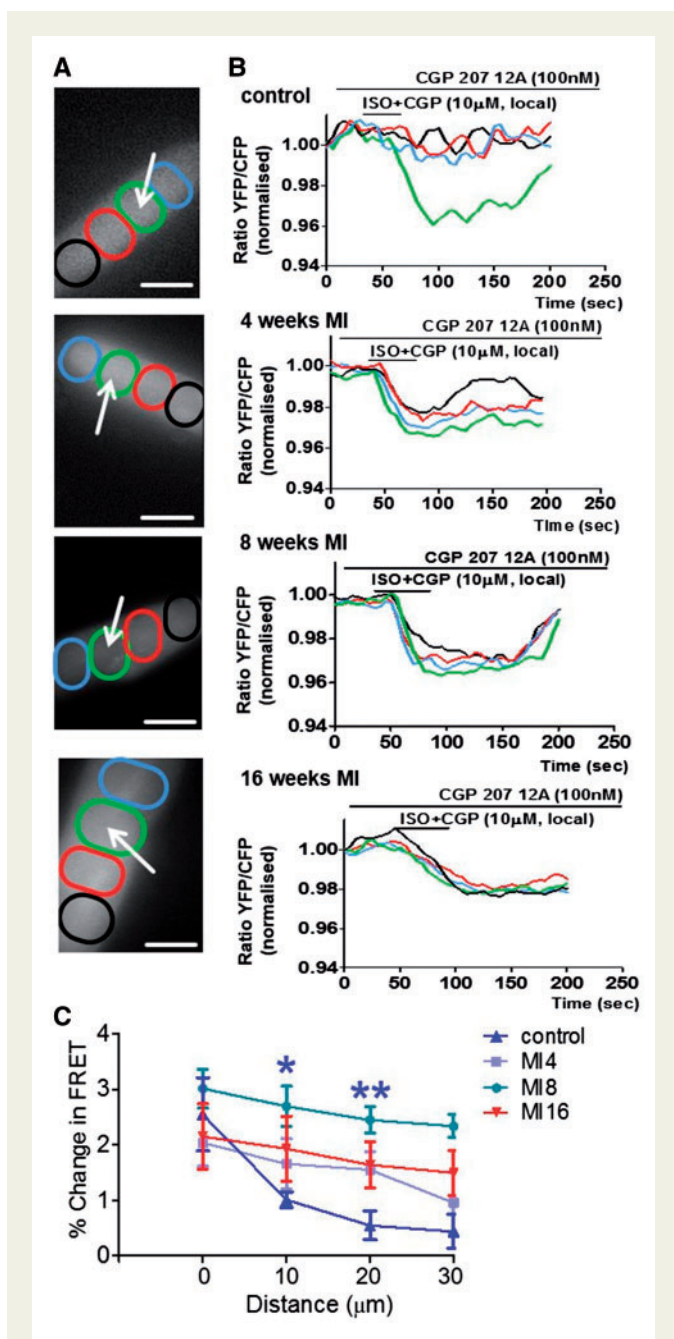 A
B
control
CGP 207 12A (100nM)
ISO+CGP (10μM, local)
Ratio YFP/CFP
(normalised)
1.00
0.98
0.96
0.94
0 50 100 150 200 250
Time (sec)
4 weeks MI
CGP 207 12A (100nM)
ISO+CGP (10μM, local)
Ratio YFP/CFP
(normalised)
1.00
0.98
0.96
0.94
0 50 100 150 200 250
TIme (sec)
8 weeks MI
CGP 207 12A (100nM)
ISO+CGP (10μM, local)
Ratio YFP/CFP
(normalised)
1.00
0.98
0.96
0.94
0 50 100 150 200 250
Time (sec)
16 weeks MI
CGP 207 12A (100nM)
ISO+CGP (10μM, local)
Ratio YFP/CFP
(normalised)
1.00
0.98
0.96
0.94
0 50 100 150 200 250
Time (sec)
C
% Change in FRET
4
3
2
1
0
* **
control
MI4
MI8
MI16
0 10 20 30
Distance (μm)